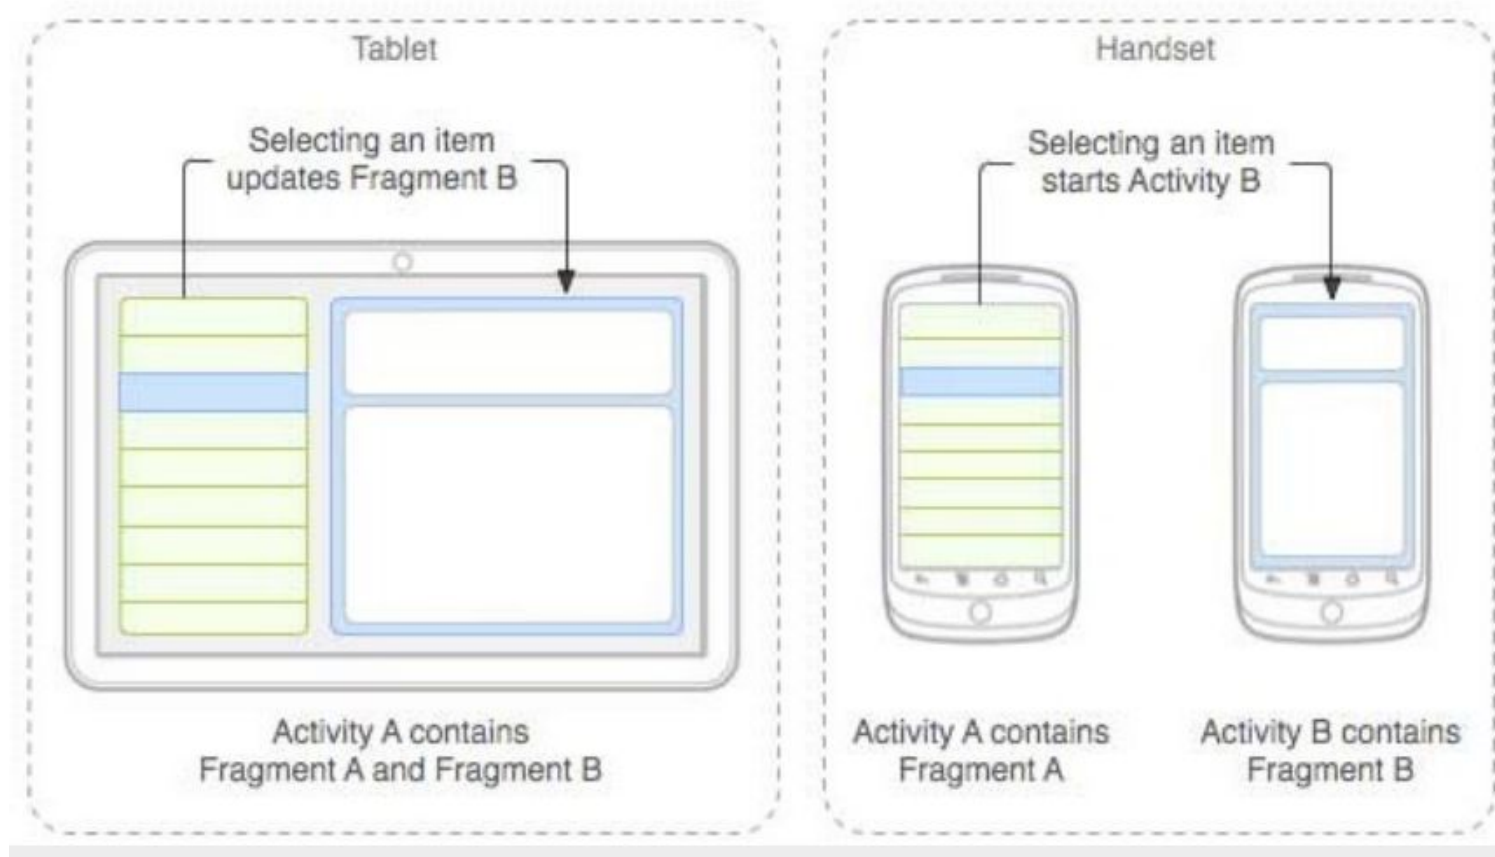 Tablet
Selecting an item
updates Fragment B
Activity A contains
Fragment A and Fragment B
Handset
Selecting an item
starts Activity B
Activity A contains
Fragment A
Activity B contains
Fragment B